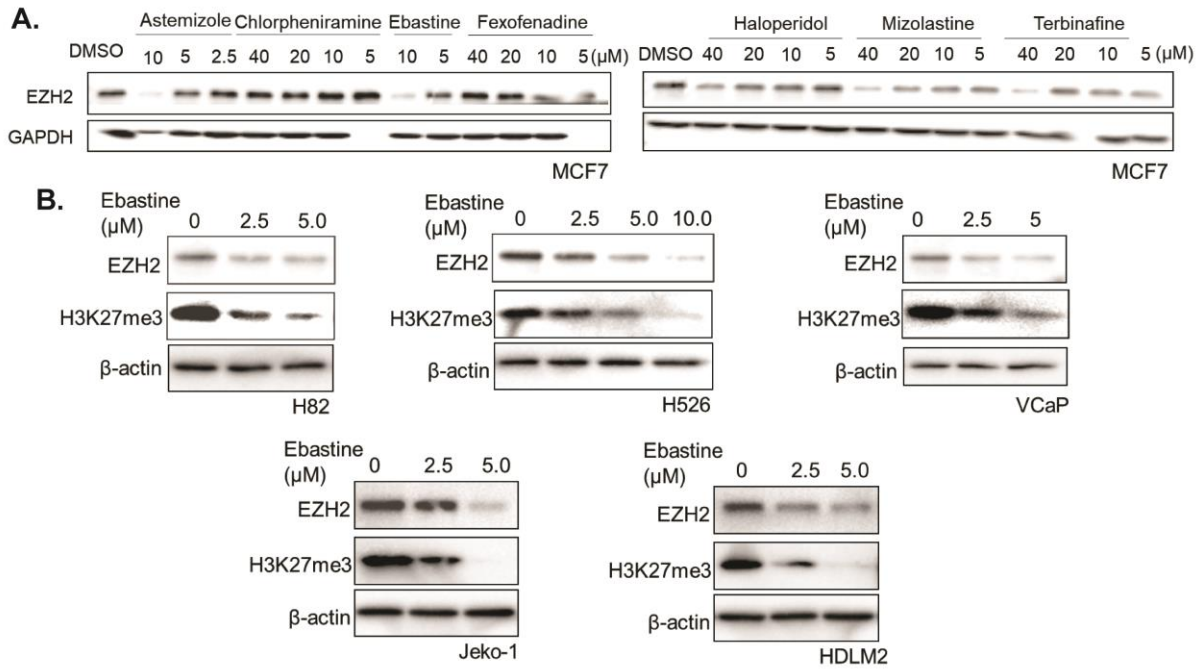 A.
Astemizole Chlorpheniramine Ebastine Fexofenadine
DMSO 10 5 2.5 40 20 10 5 10 5 40 20 10 5 (μM)
EZH2
GAPDH
MCF7
Haloperidol Mizolastine Terbinafine
DMSO 40 20 10 5 40 20 10 5 40 20 10 5 (μM)
MCF7
B.
Ebastine
(μM) 0 2.5 5.0
EZH2
H3K27me3
β-actin
H82
Ebastine
(μM) 0 2.5 5.0 10.0
EZH2
H3K27me3
β-actin
H526
Ebastine
(μM) 0 2.5 5
EZH2
H3K27me3
β-actin
VCaP
Ebastine
(μM) 0 2.5 5.0
EZH2
H3K27me3
β-actin
Jeko-1
Ebastine
(μM) 0 2.5 5.0
EZH2
H3K27me3
β-actin
HDLM2